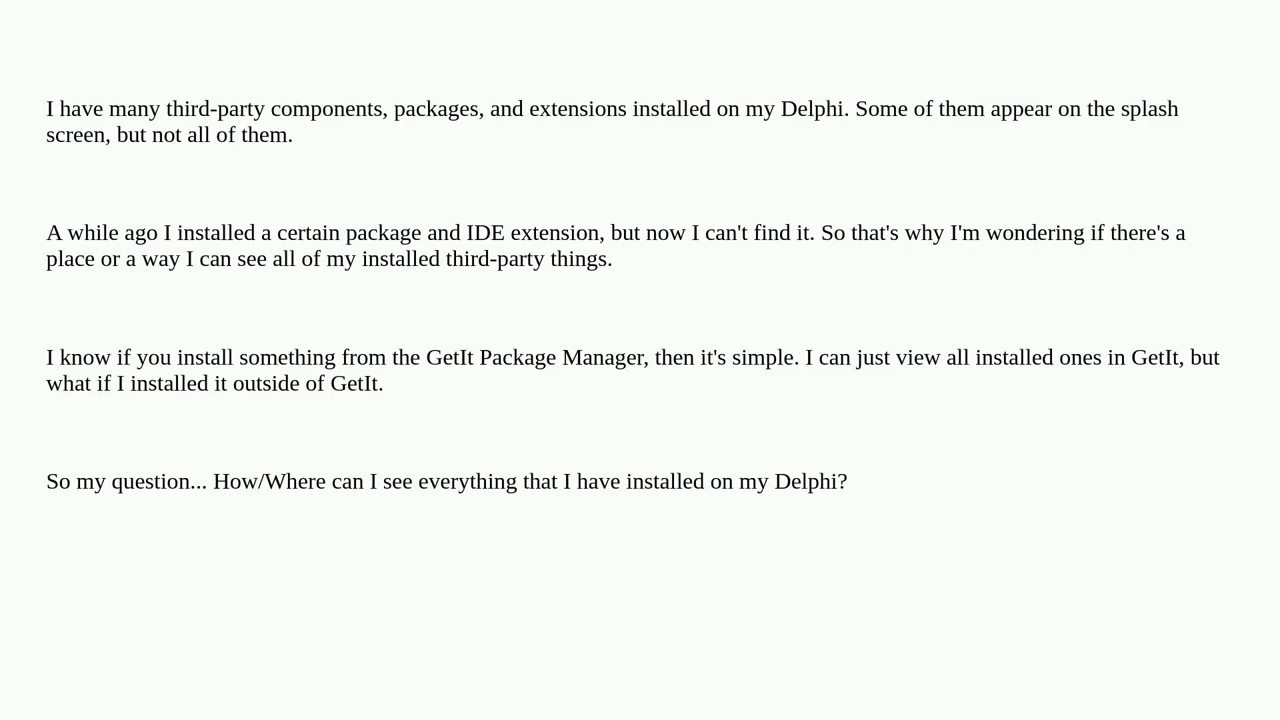 I have many third-party components, packages, and extensions installed on my Delphi. Some of them appear on the splash
screen, but not all of them.
A while ago I installed a certain package and IDE extension, but now I can't find it. So that's why I'm wondering if there's a
place or a way I can see all of my installed third-party things.
I know if you install something from the GetIt Package Manager, then it's simple. I can just view all installed ones in GetIt, but
what if I installed it outside of GetIt.
So my question... How/Where can I see everything that I have installed on my Delphi?